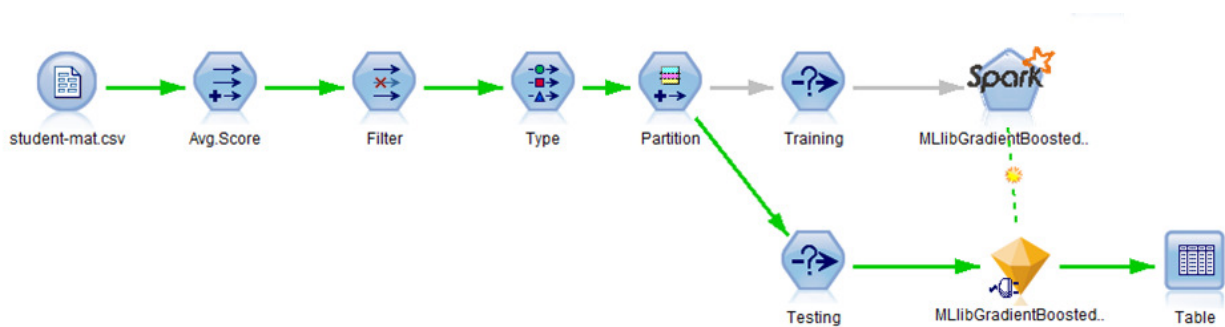 student-mat.csv
Avg.Score
Filter
Type
Partition
Training
Spark
MLlibGradientBoosted..
Testing
MLlibGradientBoosted..
Table